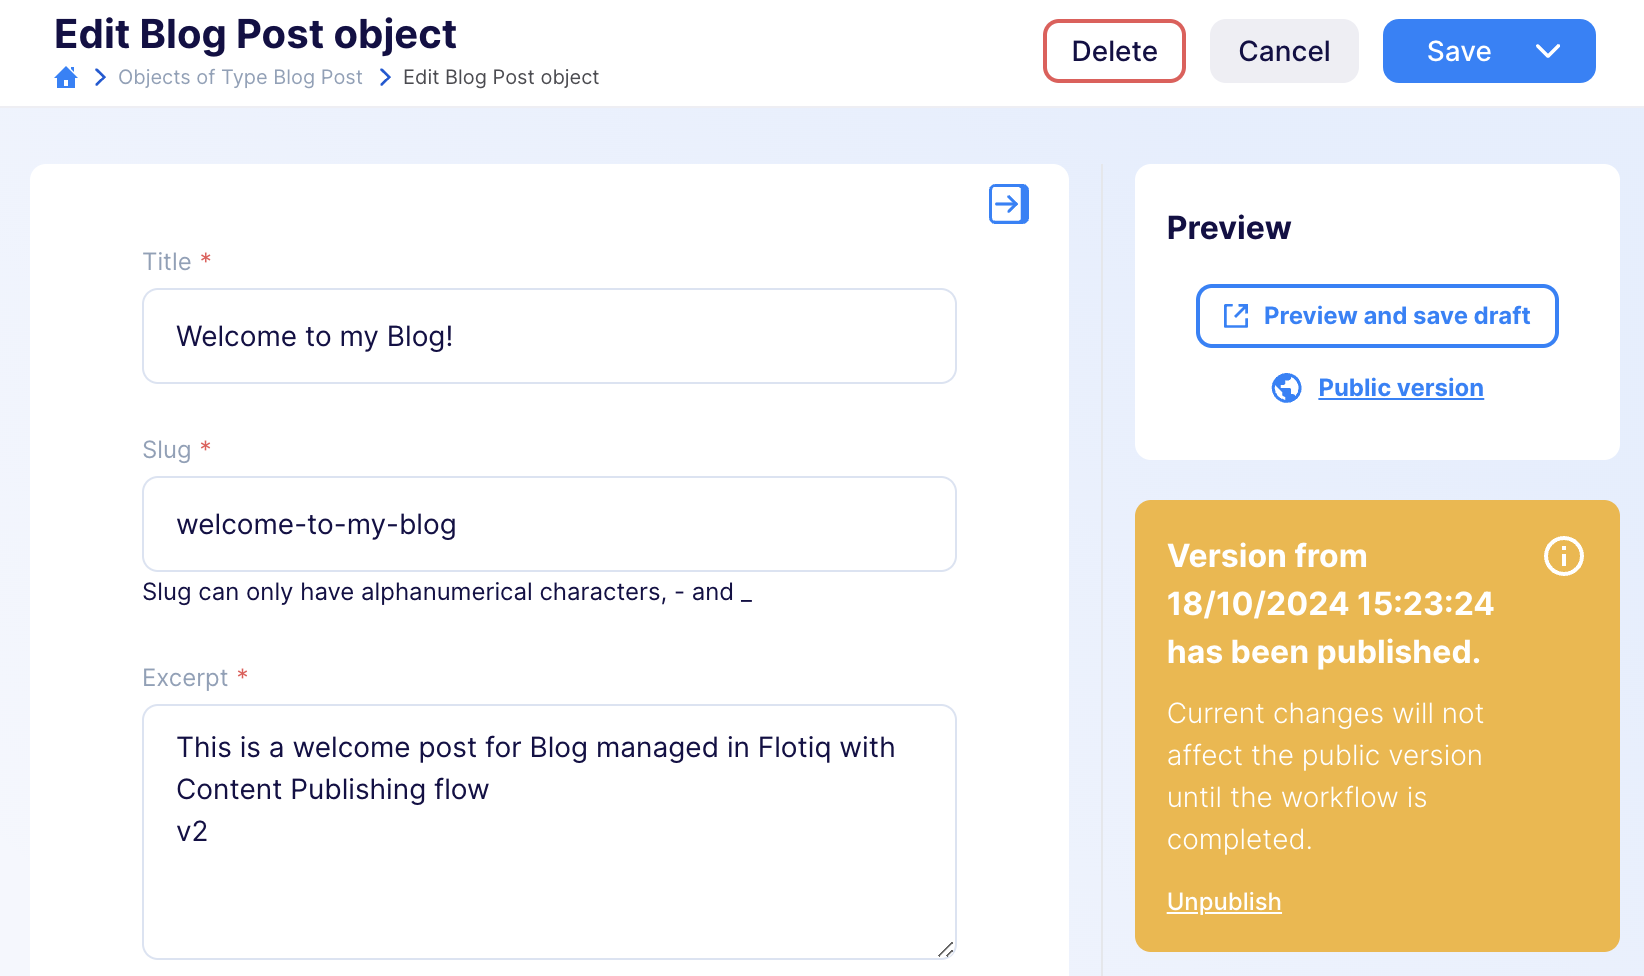 Edit Blog Post object
Objects of Type Blog Post Edit Blog Post object
Delete
Cancel
Save
Title *
Welcome to my Blog!
Slug *
welcome-to-my-blog
Slug can only have alphanumerical characters, - and _
Excerpt *
This is a welcome post for Blog managed in Flotiq with
Content Publishing flow
v2
Preview
Preview and save draft
Public version
Version from
18/10/2024 15:23:24
has been published.
Current changes will not
affect the public version
until the workflow is
completed.
Unpublish